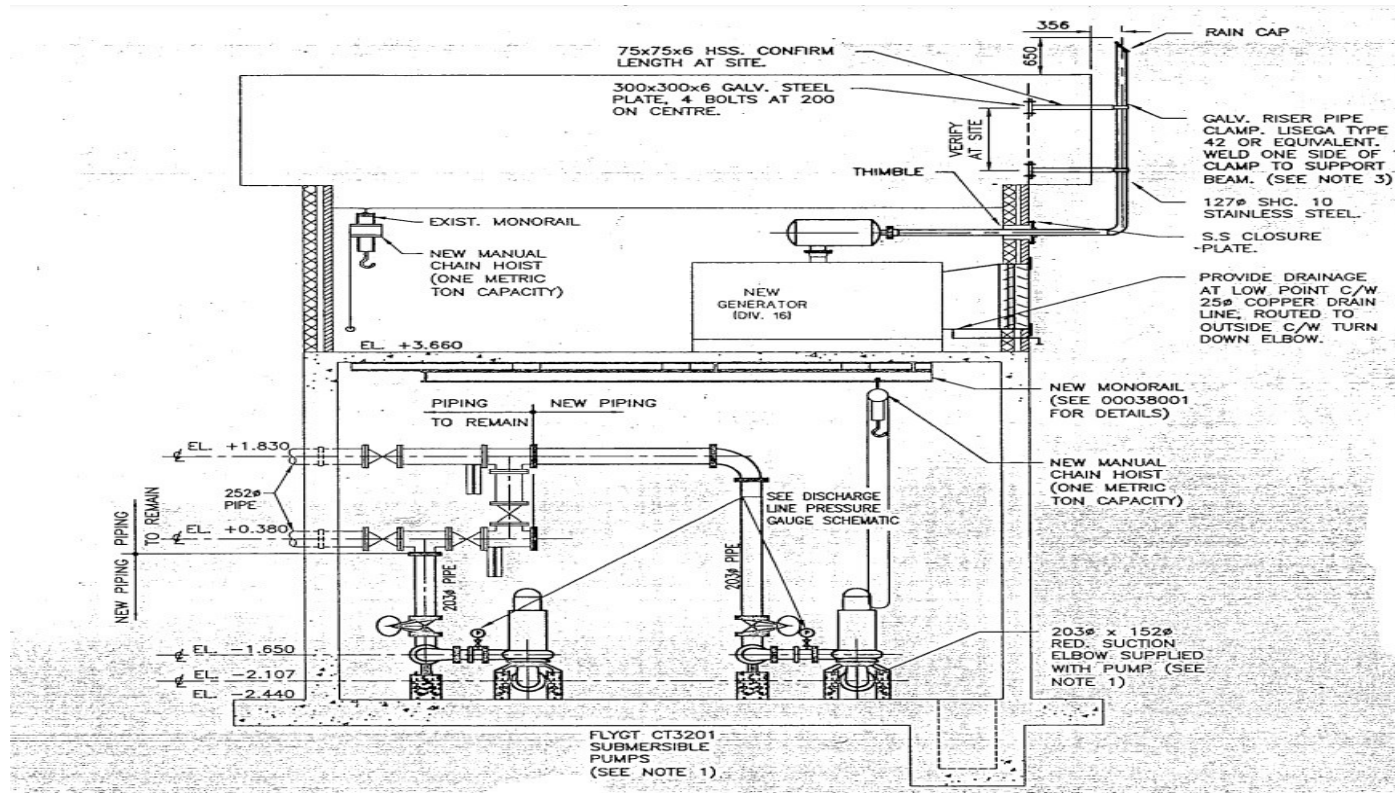 356
RAIN CAP
650
75x75x6 HSS. CONFIRM
LENGTH AT SITE.
300x300x6 GALV. STEEL
PLATE, 4 BOLTS AT 200
ON CENTRE.
VERIFY
AT SITE
GALV. RISER PIPE
CLAMP. LISEGA TYPE
42 OR EQUIVALENT.
WELD ONE SIDE OF
CLAMP TO SUPPORT
BEAM. (SEE NOTE 3)
THIMBLE
127ø SHC. 10
STAINLESS STEEL.
S.S CLOSURE
PLATE.
EXIST. MONORAIL
NEW MANUAL
CHAIN HOIST
(ONE METRIC
TON CAPACITY)
NEW
GENERATOR
(DIV. 16)
PROVIDE DRAINAGE
AT LOW POINT C/W
25ø COPPER DRAIN
LINE, ROUTED TO
OUTSIDE C/W TURN
DOWN ELBOW.
EL. +3.660
NEW MONORAIL
(SEE 00038001
FOR DETAILS)
PIPING
TO REMAIN
NEW PIPING
EL. +1.830
252ø
PIPE
EL. +0.380
PIPING
TO REMAIN
NEW PIPING
SEE DISCHARGE
LINE PRESSURE
GAUGE SCHEMATIC
NEW MANUAL
CHAIN HOIST
(ONE METRIC
TON CAPACITY)
203ø PIPE
203ø PIPE
EL. -1.650
EL. -2.107
EL. -2.440
203ø x 152ø
RED. SUCTION
ELBOW SUPPLIED
WITH PUMP (SEE
NOTE 1)
FLYGT CT3201
SUBMERSIBLE
PUMPS
(SEE NOTE 1)